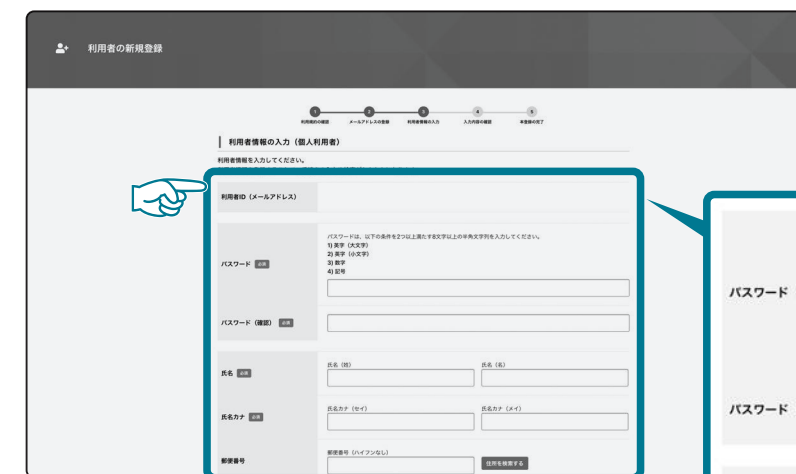 利用者の新規登録
1 2 3 4 5
利用規約の確認 メールアドレスの登録 利用者情報の入力 入力内容の確認 本登録の完了
利用者情報の入力（個人利用者）
利用者情報を入力してください。
利用者ID（メールアドレス）
パスワードは、以下の条件を2つ以上満たす8文字以上の半角文字列を入力してください。
1) 英字（大文字）
2) 英字（小文字）
3) 数字
4) 記号
パスワード 必須
パスワード（確認） 必須
氏名 必須
氏名（姓） 氏名（名）
氏名カナ 必須
氏名カナ（セイ） 氏名カナ（メイ）
郵便番号
郵便番号（ハイフンなし）
住所を検索する
パスワード
パスワード